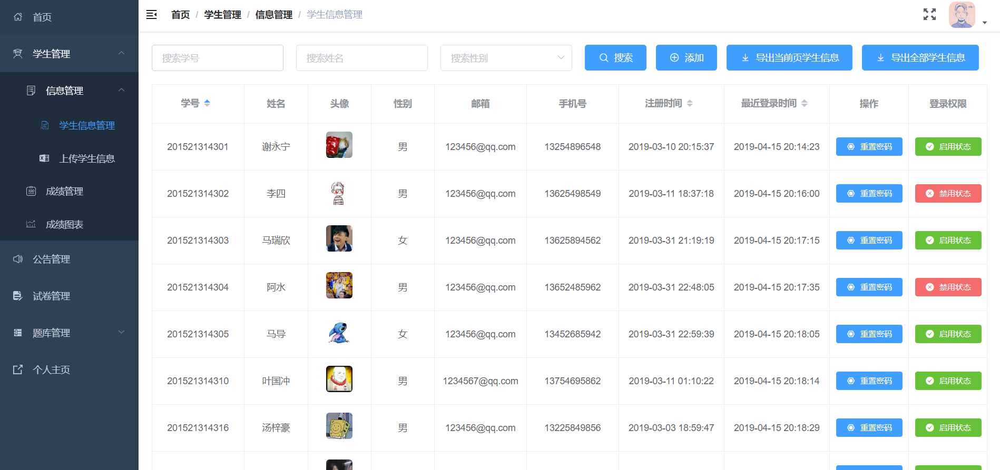 首页
学生管理
信息管理
学生信息管理
上传学生信息
成绩管理
成绩图表
公告管理
试卷管理
题库管理
个人主页
首页 / 学生管理 / 信息管理 / 学生信息管理
搜索学号 搜索姓名 搜索性别 搜索 添加 导出当前页学生信息 导出全部学生信息
学号 姓名 头像 性别 邮箱 手机号 注册时间 最近登录时间 操作 登录权限
201521314301 谢永宁 男 123456@qq.com 13254896548 2019-03-10 20:15:37 2019-04-15 20:14:23 重置密码 启用状态
201521314302 李四 男 123456@qq.com 13625498549 2019-03-11 18:37:18 2019-04-15 20:16:00 重置密码 禁用状态
201521314303 马瑞欣 女 123456@qq.com 13625894562 2019-03-31 21:19:19 2019-04-15 20:17:15 重置密码 启用状态
201521314304 阿水 男 123456@qq.com 13652485962 2019-03-31 22:48:05 2019-04-15 20:17:35 重置密码 禁用状态
201521314305 马导 女 123456@qq.com 13452685942 2019-03-31 22:59:39 2019-04-15 20:18:05 重置密码 启用状态
201521314310 叶国冲 男 1234567@qq.com 13754695862 2019-03-11 01:10:22 2019-04-15 20:18:14 重置密码 启用状态
201521314316 汤梓豪 男 123456@qq.com 13225849856 2019-03-03 18:59:47 2019-04-15 20:18:29 重置密码 启用状态